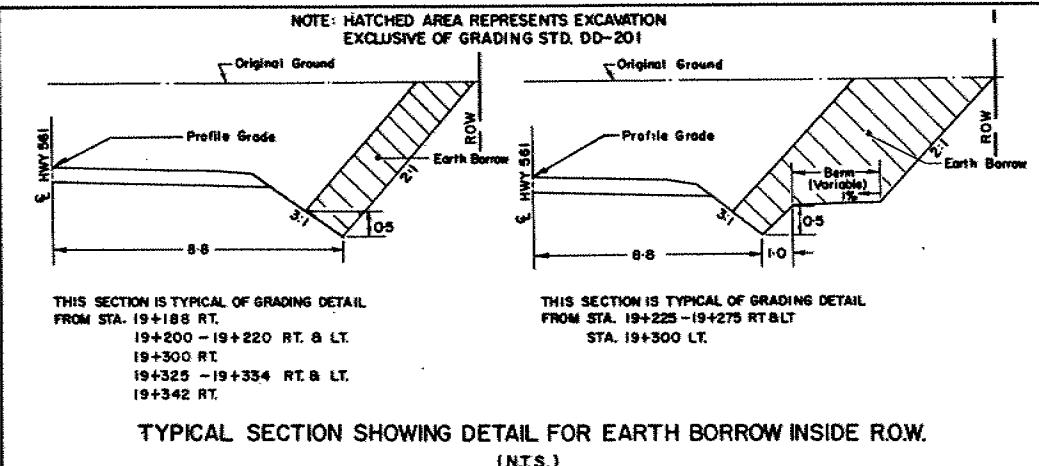 NOTE: HATCHED AREA REPRESENTS EXCAVATION
EXCLUSIVE OF GRADING STD. DD-201
Original Ground
Profile Grade
℄ HWY 561
ROW
Earth Borrow
2:1
3:1
0.5
8.8
THIS SECTION IS TYPICAL OF GRADING DETAIL
FROM STA. 19+188 RT.
19+200 -19+220 RT. & LT.
19+300 RT.
19+325 -19+334 RT. & LT.
19+342 RT.
Original Ground
Profile Grade
℄ HWY 561
ROW
Earth Borrow
2:1
Berm
(Variable)
1%
3:1
0.5
8.8
1.0
THIS SECTION IS TYPICAL OF GRADING DETAIL
FROM STA. 19+225-19+275 RT&LT
STA. 19+300 LT.
TYPICAL SECTION SHOWING DETAIL FOR EARTH BORROW INSIDE R.O.W.
(N.T.S.)